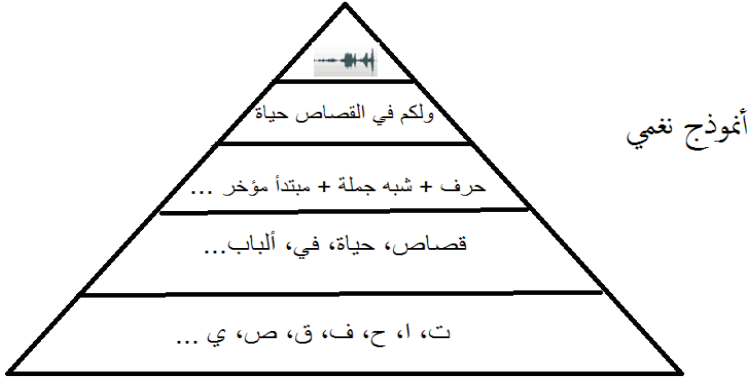 ولكم في القصاص حياة
أنموذج نغمي
حرف + شبه جملة + مبتدأ مؤخر ...
قصاص، حياة، في، ألباب...
ت، ا، ح، ف، ق، ص، ي ...